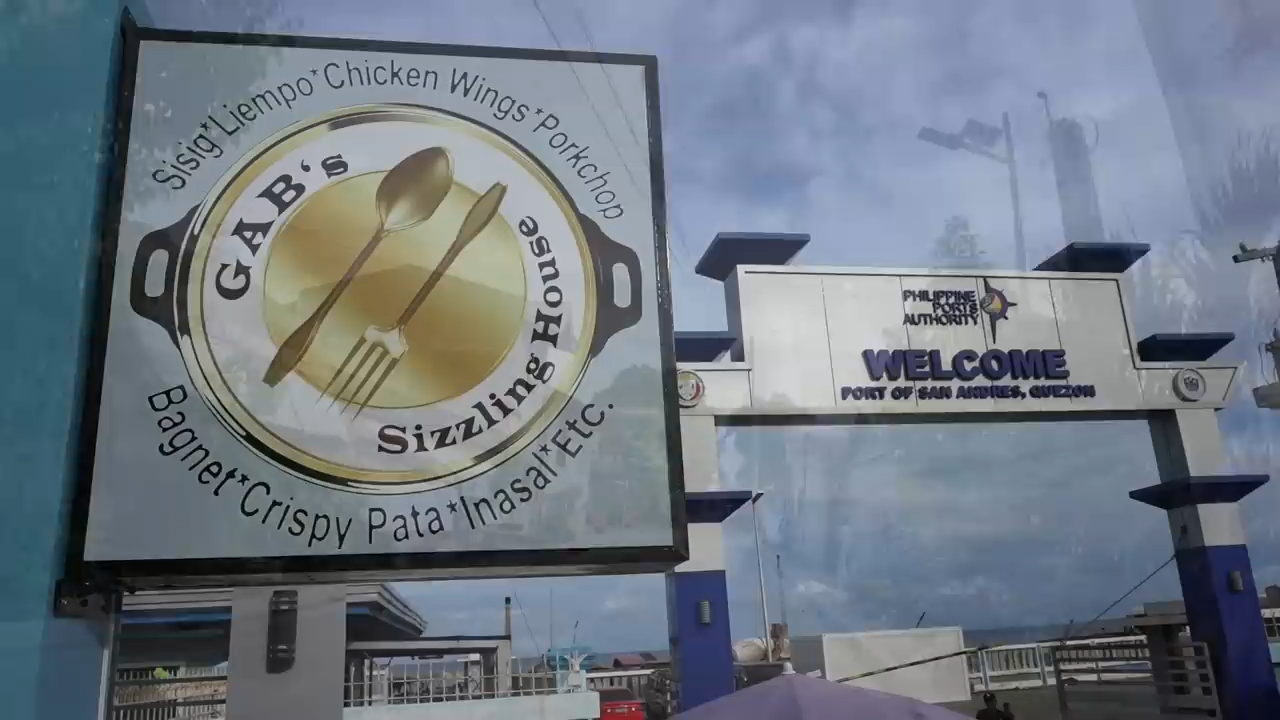 Sisig*Liempo*Chicken Wings*Porkchop
GAB's
Sizzling House
Bagnet*Crispy Pata*Inasal*Etc.
PHILIPPINE
PORTS
AUTHORITY
WELCOME
PORT OF SAN ANDRES, QUEZON